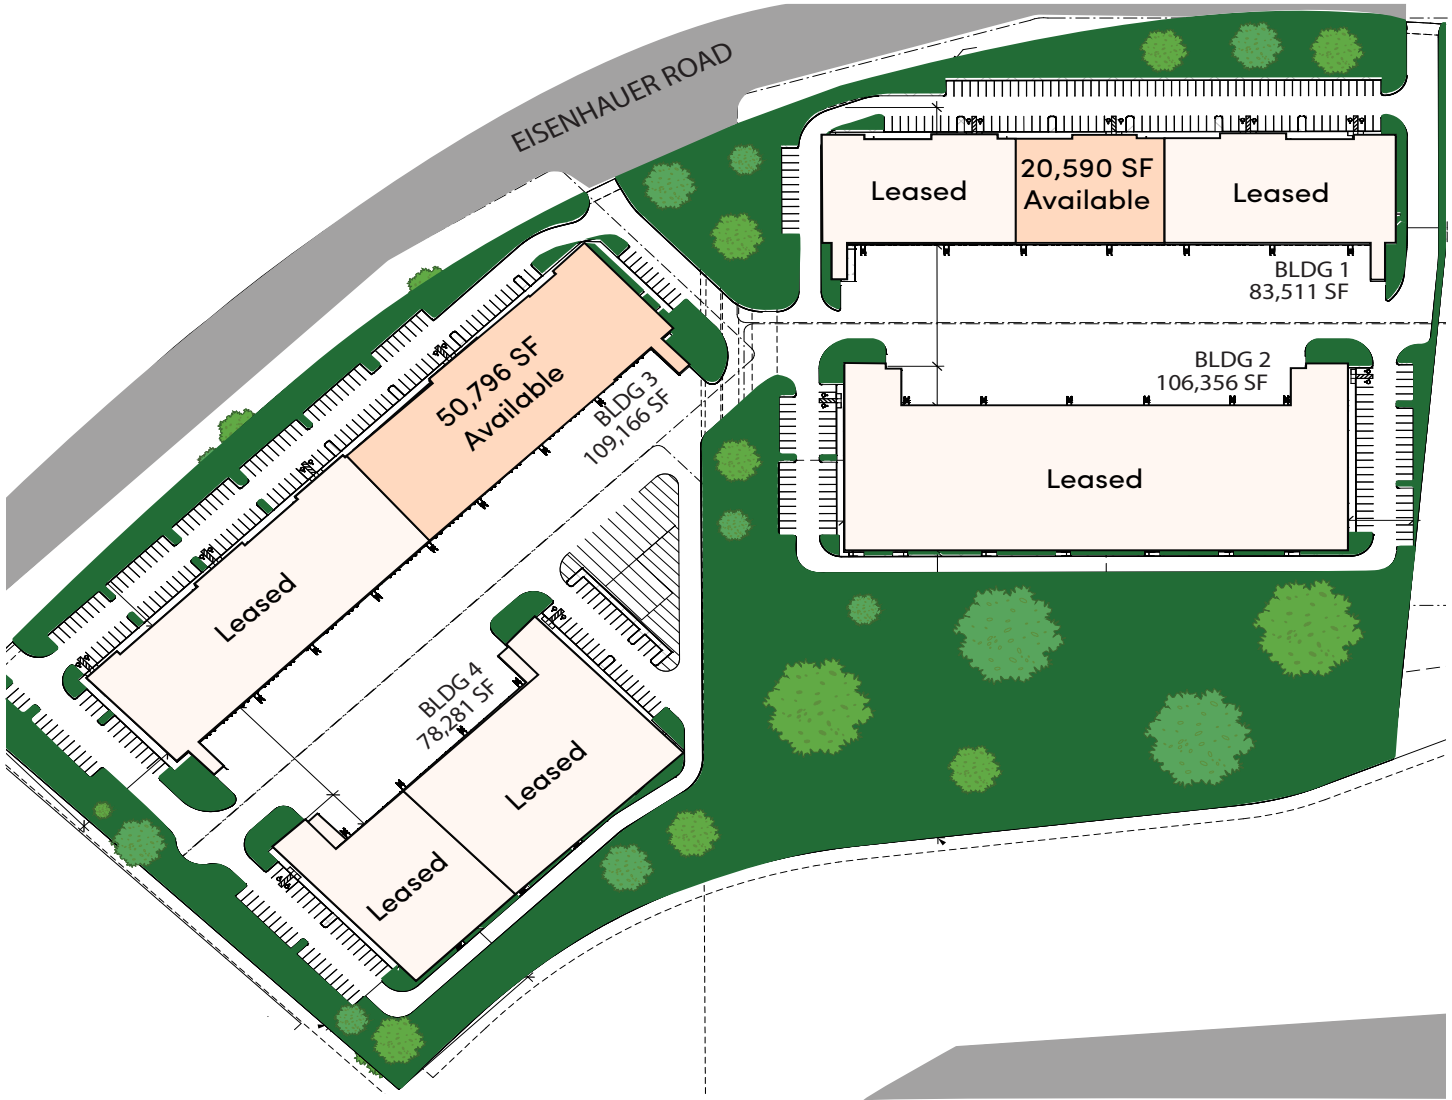 EISENHAUER ROAD
Leased
20,590 SF
Available
Leased
BLDG 1
83,511 SF
BLDG 2
106,356 SF
Leased
50,796 SF
Available
BLDG 3
109,166 SF
Leased
BLDG 4
78,281 SF
Leased
Leased